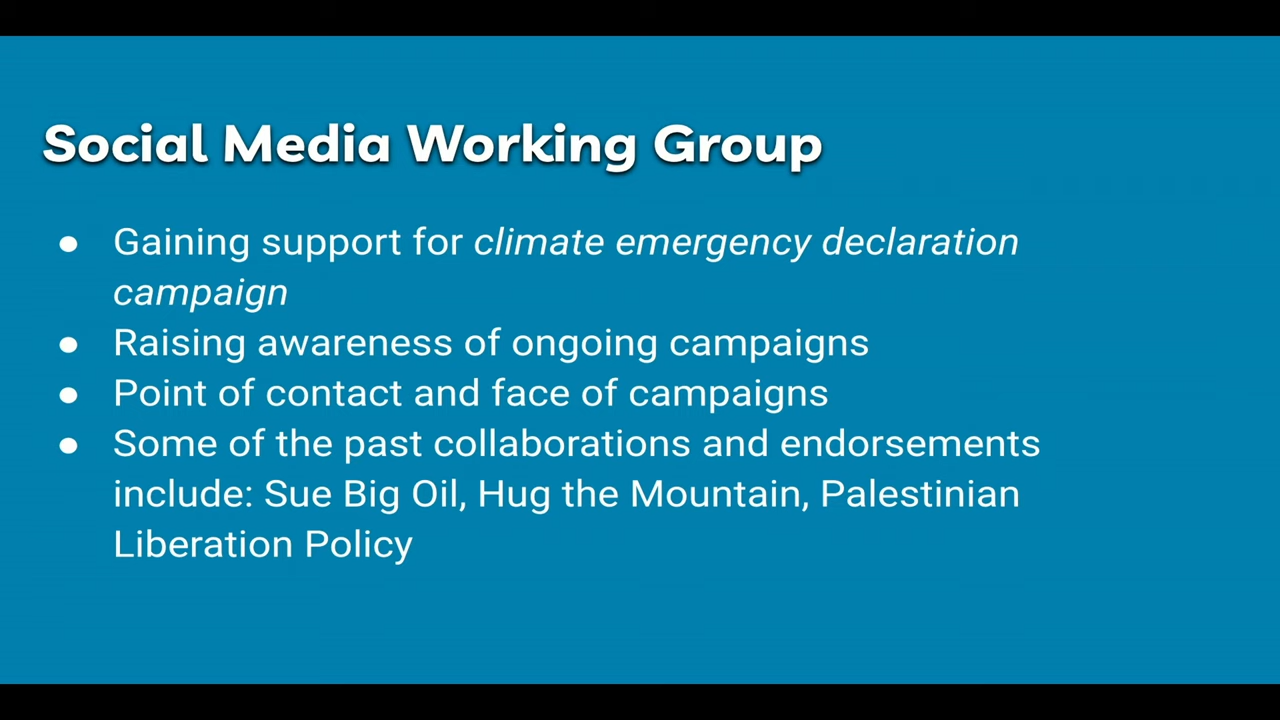 Social Media Working Group
● Gaining support for climate emergency declaration
campaign
● Raising awareness of ongoing campaigns
● Point of contact and face of campaigns
● Some of the past collaborations and endorsements
include: Sue Big Oil, Hug the Mountain, Palestinian
Liberation Policy